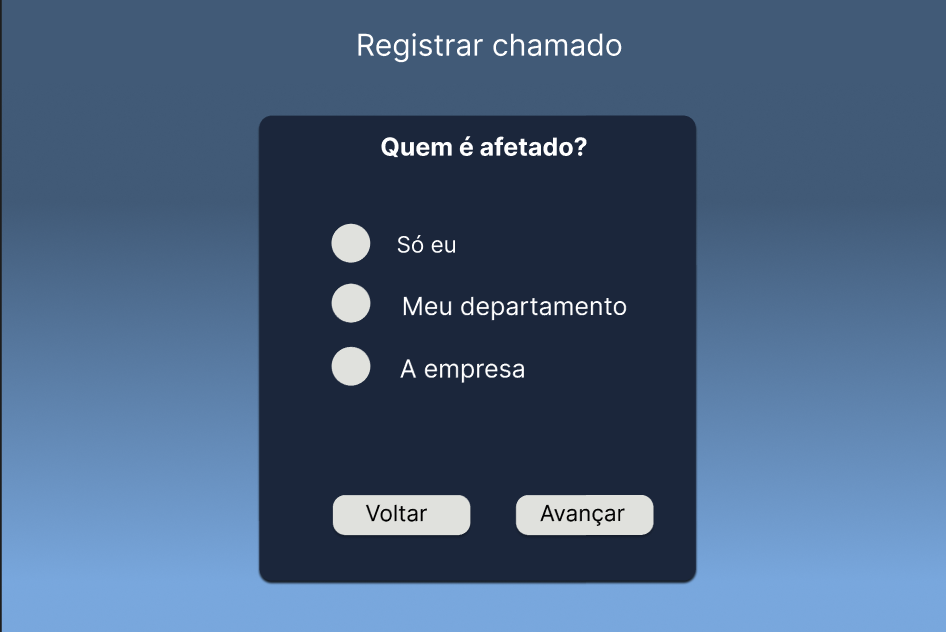 Registrar chamado
Quem é afetado?
Só eu
Meu departamento
A empresa
Voltar
Avançar